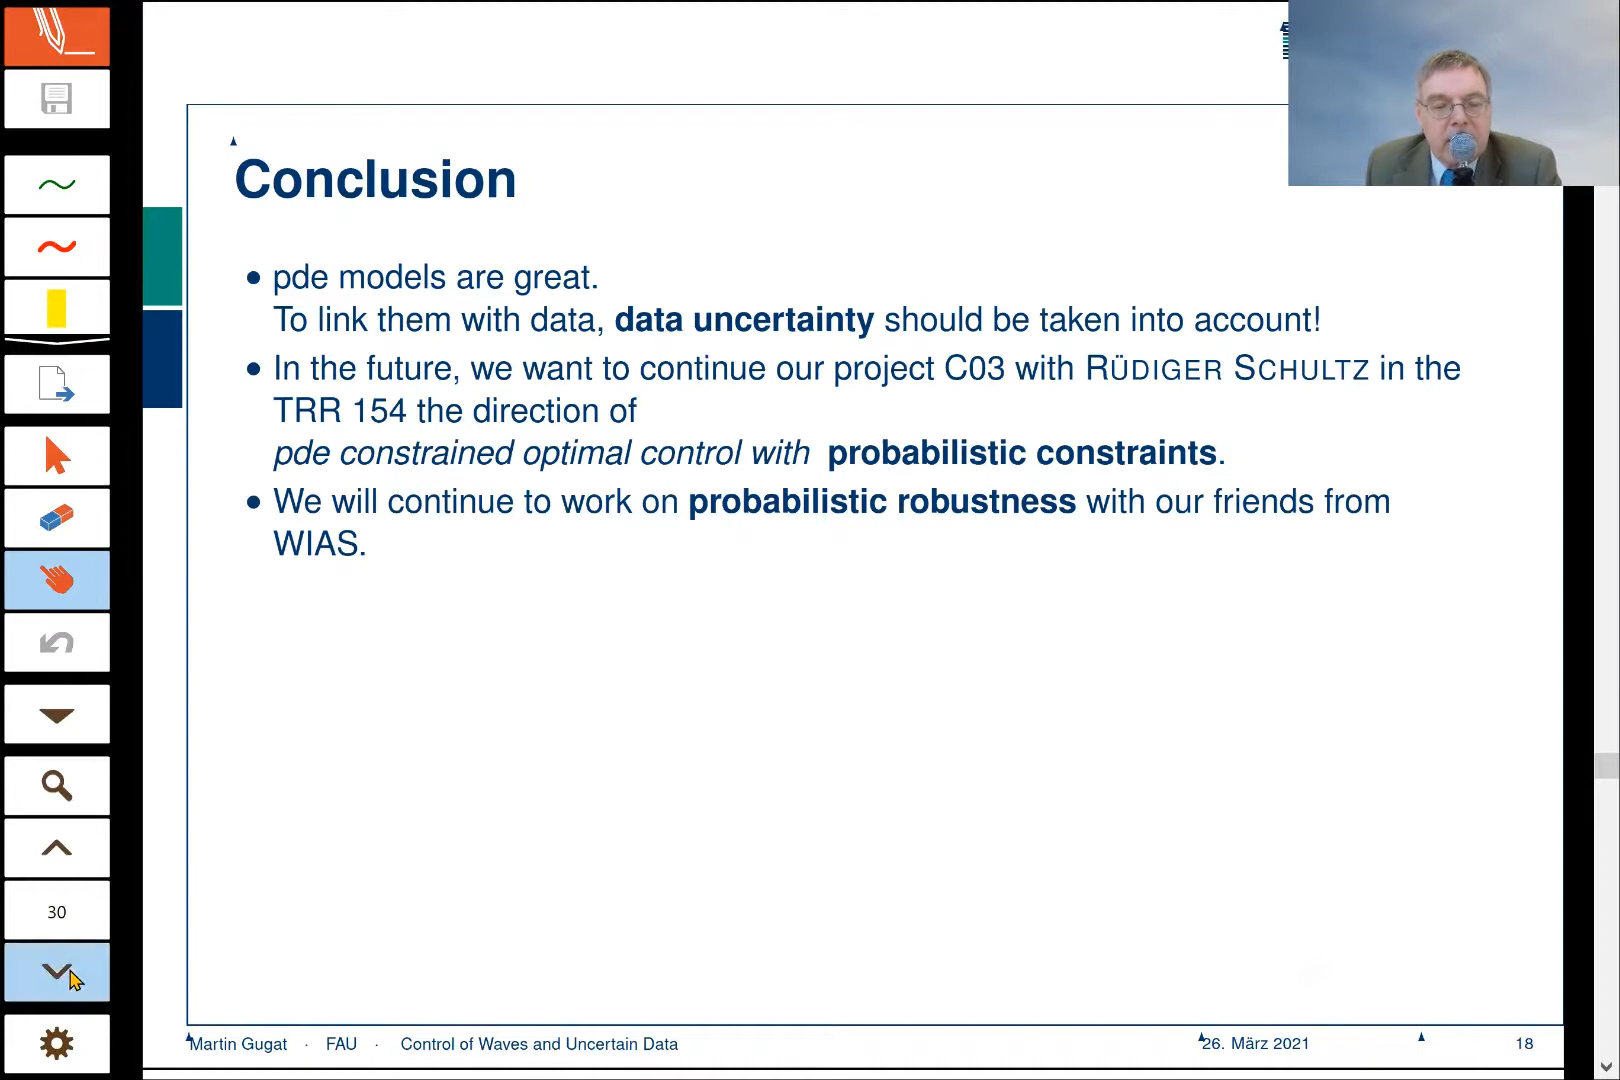 Conclusion
• pde models are great.
To link them with data, data uncertainty should be taken into account!
• In the future, we want to continue our project C03 with RÜDIGER SCHULTZ in the
TRR 154 the direction of
pde constrained optimal control with probabilistic constraints.
• We will continue to work on probabilistic robustness with our friends from
WIAS.
30
Martin Gugat · FAU · Control of Waves and Uncertain Data 26. März 2021 18